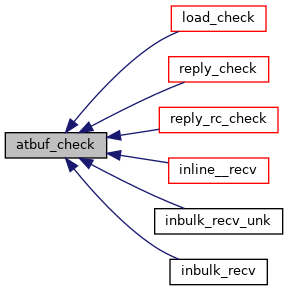 load_check
reply_check
reply_rc_check
atbuf_check
inline__recv
inbulk_recv_unk
inbulk_recv